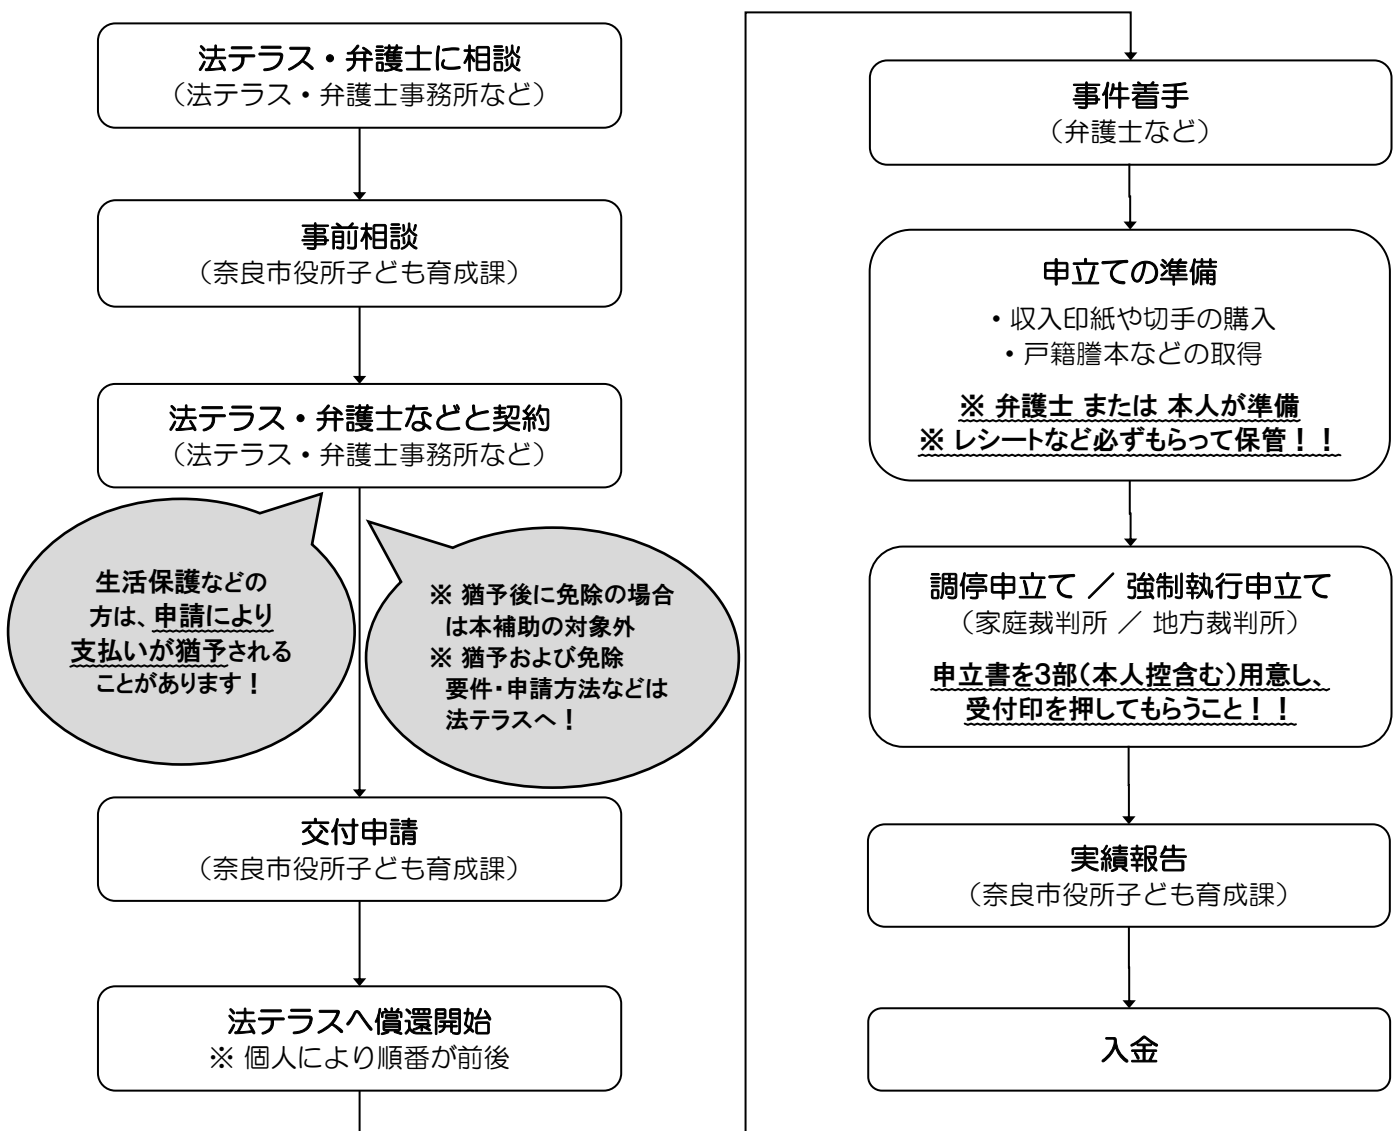 法テラス・弁護士に相談
（法テラス・弁護士事務所など）
事前相談
（奈良市役所子ども育成課）
法テラス・弁護士などと契約
（法テラス・弁護士事務所など）
生活保護などの
方は、申請により
支払いが猶予される
ことがあります！
※ 猶予後に免除の場合
は本補助の対象外
※ 猶予および免除
要件・申請方法などは
法テラスへ！
交付申請
（奈良市役所子ども育成課）
法テラスへ償還開始
※ 個人により順番が前後
事件着手
（弁護士など）
申立ての準備
・収入印紙や切手の購入
・戸籍謄本などの取得
※ 弁護士 または 本人が準備
※ レシートなど必ずもらって保管！！
調停申立て ／ 強制執行申立て
（家庭裁判所 ／ 地方裁判所）
申立書を3部（本人控含む）用意し、
受付印を押してもらうこと！！
実績報告
（奈良市役所子ども育成課）
入金